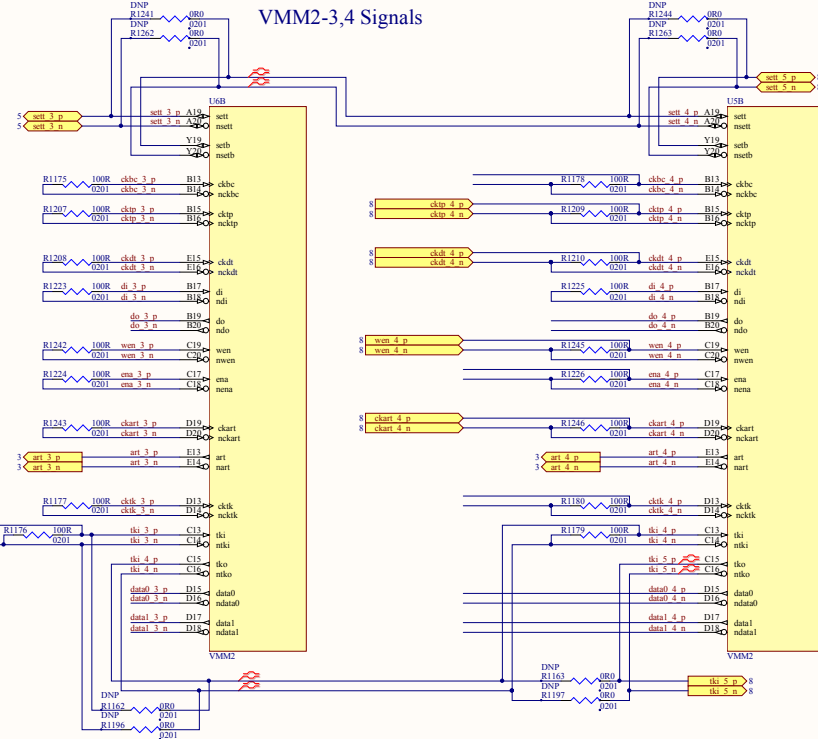 VMM2-3,4 Signals
DNP
R1241 0R0
DNP 0201
R1262 0R0
0201
DNP
R1244 0R0
DNP 0201
R1263 0R0
0201
sett_5_p
sett_5_n
U6B
5 sett_3_p sett_3_p A19 sett
5 sett_3_n sett_3_n A20 nsett
Y19 setb
Y20 nsetb
R1175 100R ckbc_3_p B13 ckbc
0201 ckbc_3_n B14 nckbc
R1207 100R cktp_3_p B15 cktp
0201 cktp_3_n B16 ncktp
R1208 100R ckdt_3_p E15 ckdt
0201 ckdt_3_n E16 nckdt
R1223 100R di_3_p B17 di
0201 di_3_n B18 ndi
do_3_p B19 do
do_3_n B20 ndo
R1242 100R wen_3_p C19 wen
0201 wen_3_n C20 nwen
R1224 100R ena_3_p C17 ena
0201 ena_3_n C18 nena
R1243 100R ckart_3_p D19 ckart
0201 ckart_3_n D20 nckart
3 art_3_p art_3_p E13 art
3 art_3_n art_3_n E14 nart
R1177 100R cktk_3_p D13 cktk
0201 cktk_3_n D14 ncktk
R1176 100R tki_3_p C13 tki
0201 tki_3_n C14 ntki
tki_4_p C15 tko
tki_4_n C16 ntko
data0_3_p D15 data0
data0_3_n D16 ndata0
data1_3_p D17 data1
data1_3_n D18 ndata1
VMM2
DNP
R1162 0R0
DNP 0201
R1196 0R0
0201
U5B
sett_4_p A19 sett
sett_4_n A20 nsett
Y19 setb
Y20 nsetb
R1178 100R ckbc_4_p B13 ckbc
0201 ckbc_4_n B14 nckbc
8 cktp_4_p R1209 100R cktp_4_p B15 cktp
8 cktp_4_n 0201 cktp_4_n B16 ncktp
8 ckdt_4_p R1210 100R ckdt_4_p E15 ckdt
8 ckdt_4_n 0201 ckdt_4_n E16 nckdt
R1225 100R di_4_p B17 di
0201 di_4_n B18 ndi
do_4_p B19 do
do_4_n B20 ndo
8 wen_4_p R1245 100R wen_4_p C19 wen
8 wen_4_n 0201 wen_4_n C20 nwen
R1226 100R ena_4_p C17 ena
0201 ena_4_n C18 nena
8 ckart_4_p R1246 100R ckart_4_p D19 ckart
8 ckart_4_n 0201 ckart_4_n D20 nckart
3 art_4_p art_4_p E13 art
3 art_4_n art_4_n E14 nart
R1180 100R cktk_4_p D13 cktk
0201 cktk_4_n D14 ncktk
R1179 100R tki_4_p C13 tki
0201 tki_4_n C14 ntki
tki_5_p C15 tko
tki_5_n C16 ntko
data0_4_p D15 data0
data0_4_n D16 ndata0
data1_4_p D17 data1
data1_4_n D18 ndata1
VMM2
DNP
R1163 0R0
DNP 0201
R1197 0R0
0201
tki_5_p 8
tki_5_n 8